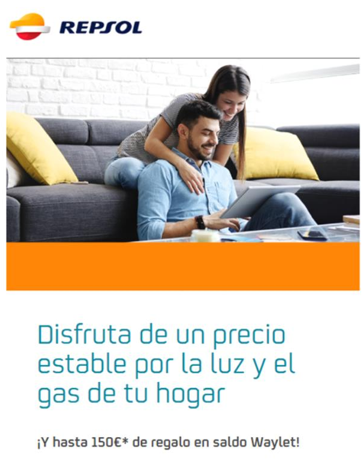 REPSOL
Disfruta de un precio
estable por la luz y el
gas de tu hogar
¡Y hasta 150€* de regalo en saldo Waylet!